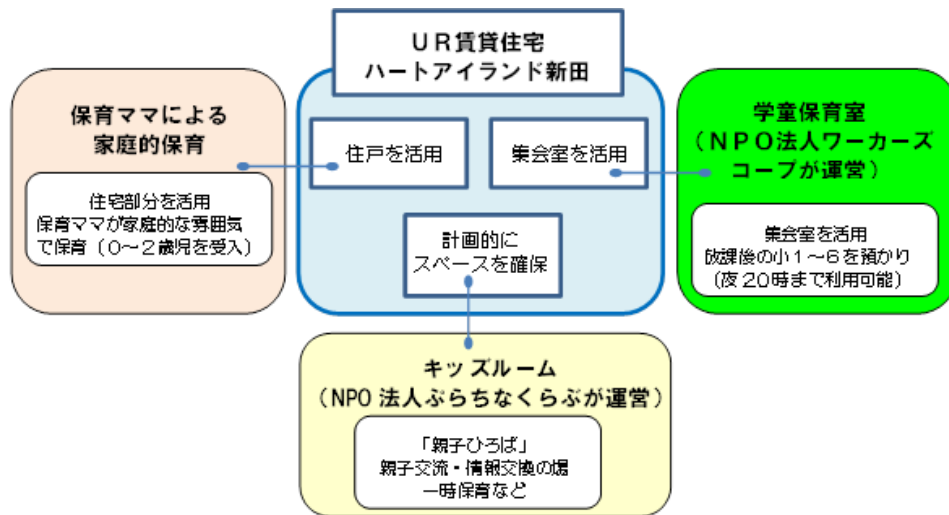 ＵＲ賃貸住宅
ハートアイランド新田
保育ママによる
家庭的保育
住宅部分を活用
保育ママが家庭的な雰囲気
で保育（０～２歳児を受入）
住戸を活用
集会室を活用
計画的に
スペースを確保
学童保育室
（ＮＰＯ法人ワーカーズ
コープが運営）
集会室を活用
放課後の小１～６を預かり
（夜２０時まで利用可能）
キッズルーム
（NPO 法人ぷらちなくらぶが運営）
「親子ひろば」
親子交流・情報交換の場
一時保育など